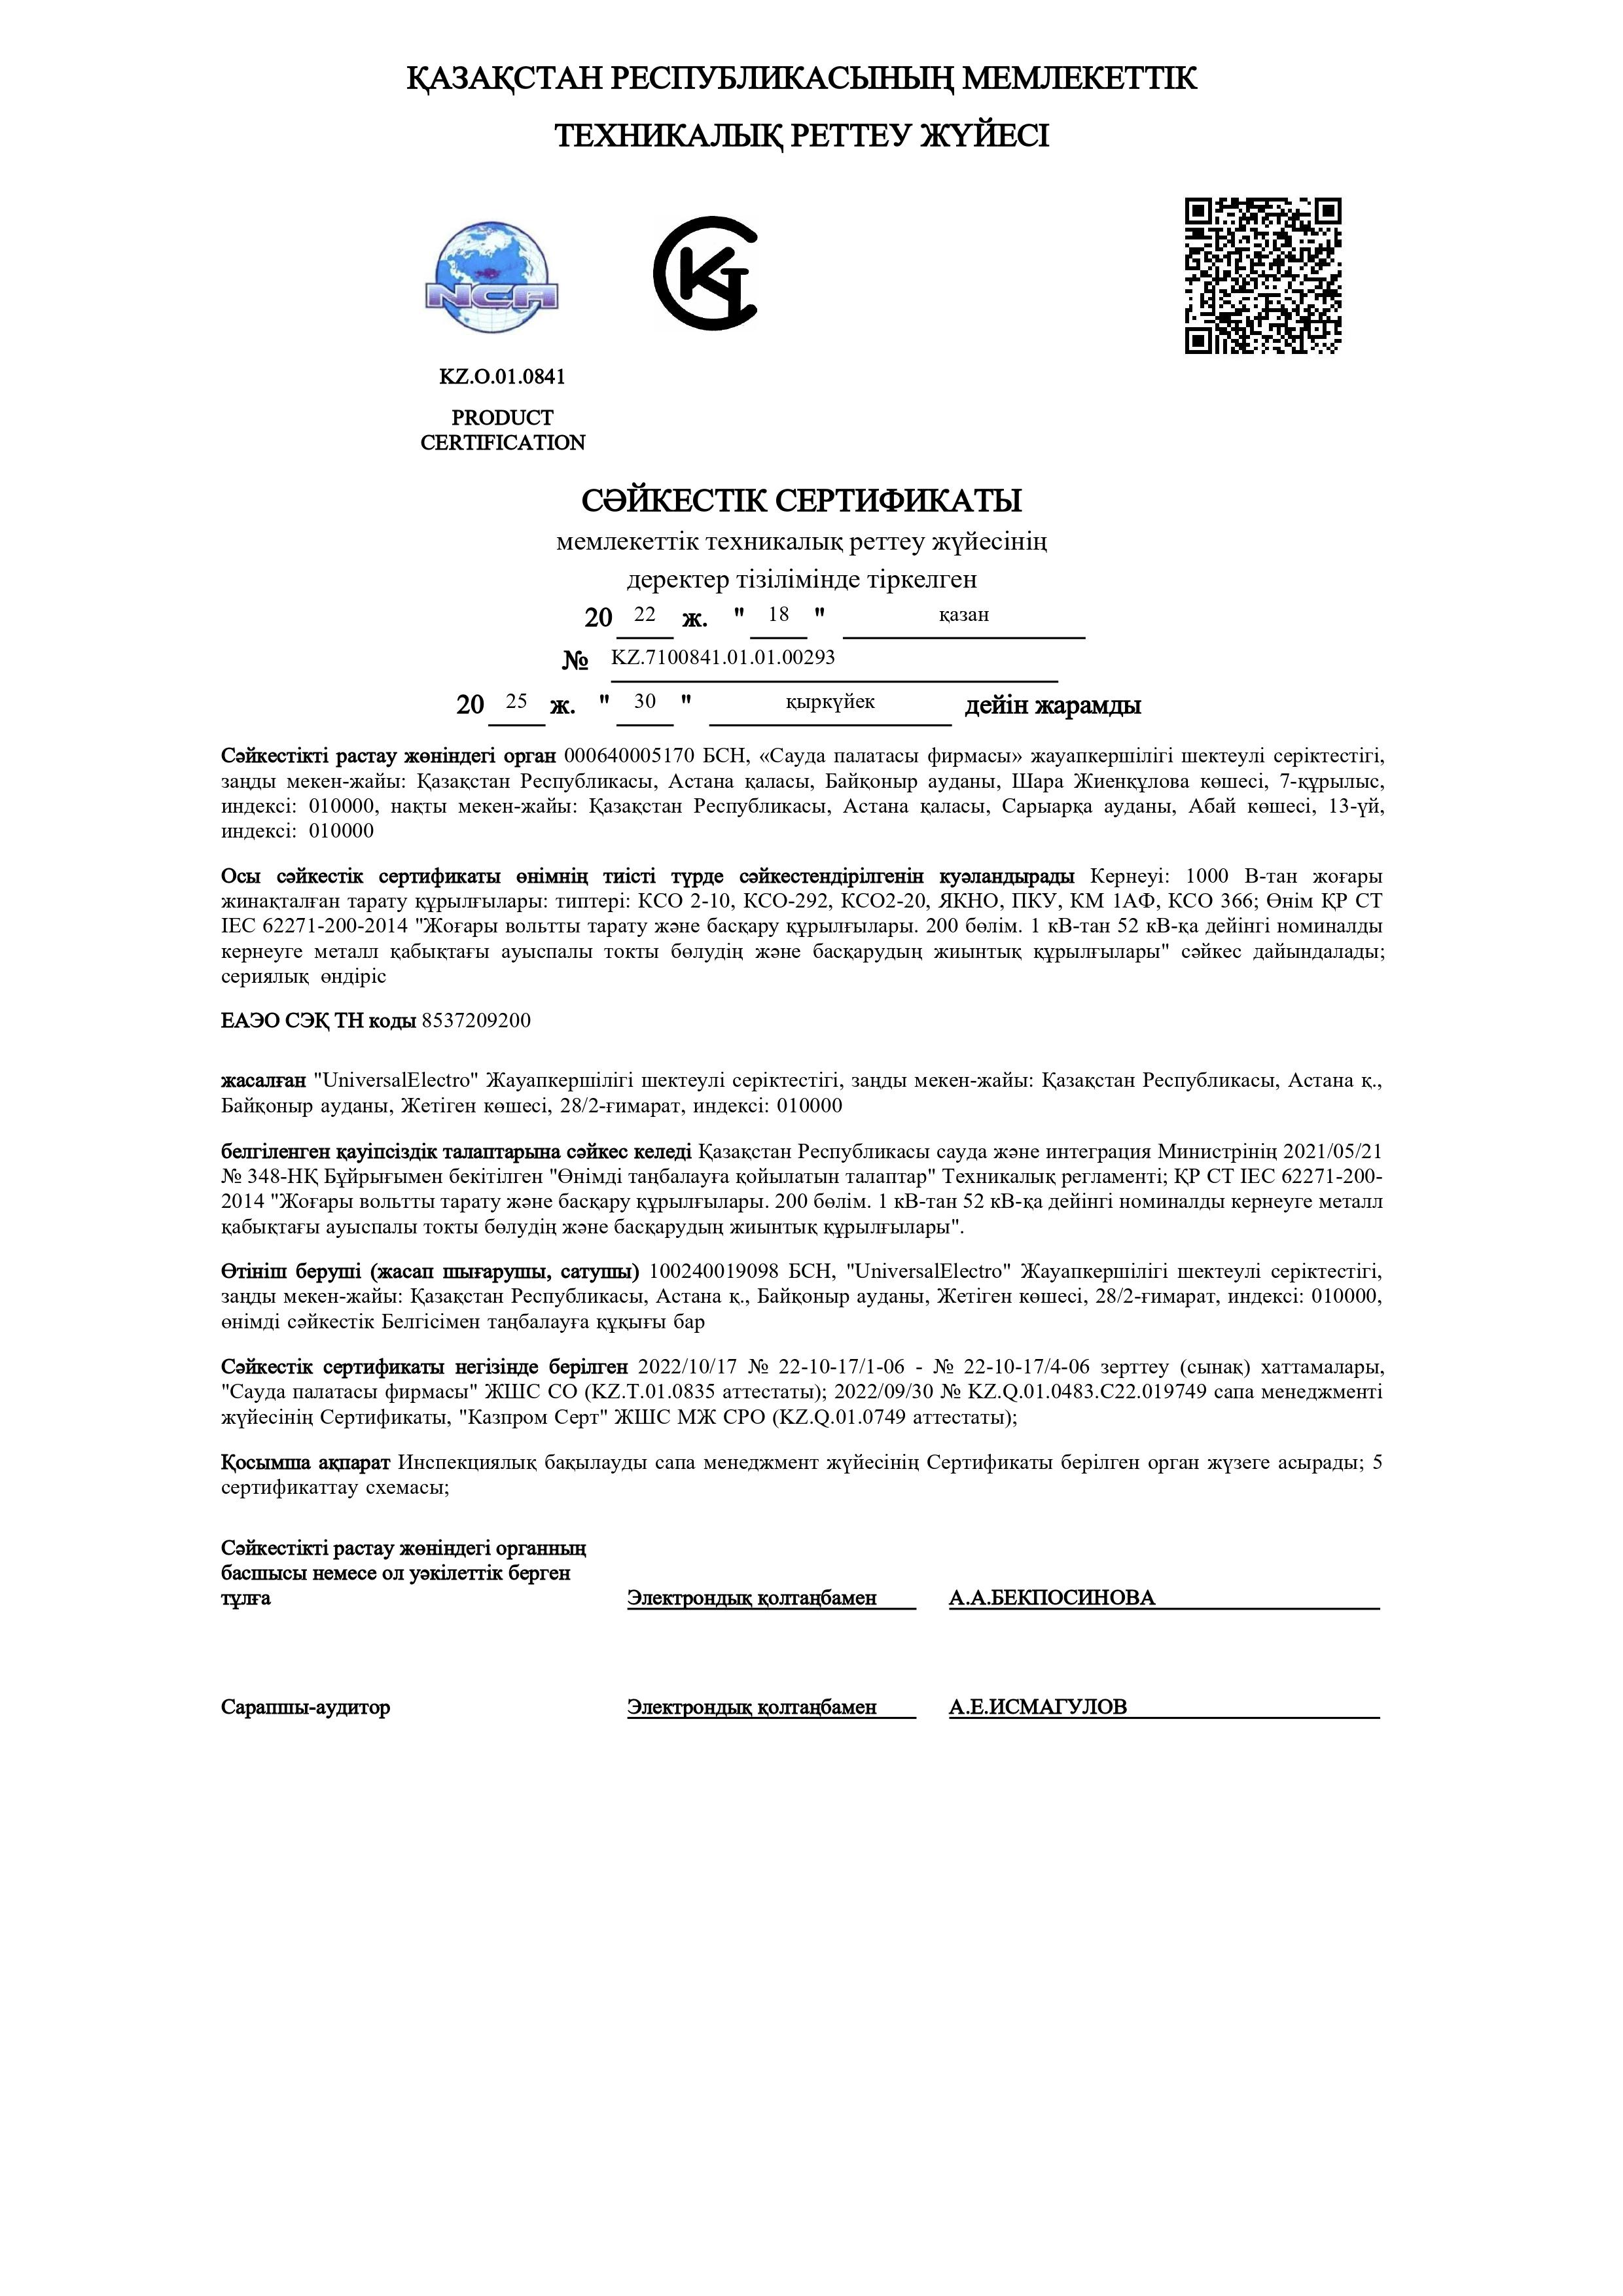 ҚАЗАҚСТАН РЕСПУБЛИКАСЫНЫҢ МЕМЛЕКЕТТІК
ТЕХНИКАЛЫҚ РЕТТЕУ ЖҮЙЕСІ
NCA
KZ.O.01.0841
PRODUCT
CERTIFICATION
СӘЙКЕСТІК СЕРТИФИКАТЫ
мемлекеттік техникалық реттеу жүйесінің
деректер тізілімінде тіркелген
20 22 ж. " 18 " қазан
№ KZ.7100841.01.01.00293
20 25 ж. " 30 " қыркүйек дейін жарамды
Сәйкестікті растау жөніндегі орган 000640005170 БСН, «Сауда палатасы фирмасы» жауапкершілігі шектеулі серіктестігі,
заңды мекен-жайы: Қазақстан Республикасы, Астана қаласы, Байқоныр ауданы, Шара Жиенқұлова көшесі, 7-құрылыс,
индексі: 010000, нақты мекен-жайы: Қазақстан Республикасы, Астана қаласы, Сарыарқа ауданы, Абай көшесі, 13-үй,
индексі: 010000
Осы сәйкестік сертификаты өнімнің тиісті түрде сәйкестендірілгенін куәландырады Кернеуі: 1000 В-тан жоғары
жинақталған тарату құрылғылары: типтері: КСО 2-10, КСО-292, КСО2-20, ЯКНО, ПКУ, КМ 1АФ, КСО 366; Өнім ҚР СТ
IEC 62271-200-2014 "Жоғары вольтты тарату және басқару құрылғылары. 200 бөлім. 1 кВ-тан 52 кВ-қа дейінгі номиналды
кернеуге металл қабықтағы ауыспалы токты бөлудің және басқарудың жиынтық құрылғылары" сәйкес дайындалады;
сериялық өндіріс
ЕАЭО СЭҚ ТН коды 8537209200
жасалған "UniversalElectro" Жауапкершілігі шектеулі серіктестігі, заңды мекен-жайы: Қазақстан Республикасы, Астана қ.,
Байқоныр ауданы, Жетіген көшесі, 28/2-ғимарат, индексі: 010000
белгіленген қауіпсіздік талаптарына сәйкес келеді Қазақстан Республикасы сауда және интеграция Министрінің 2021/05/21
№ 348-НҚ Бұйрығымен бекітілген "Өнімді таңбалауға қойылатын талаптар" Техникалық регламенті; ҚР СТ IEC 62271-200-
2014 "Жоғары вольтты тарату және басқару құрылғылары. 200 бөлім. 1 кВ-тан 52 кВ-қа дейінгі номиналды кернеуге металл
қабықтағы ауыспалы токты бөлудің және басқарудың жиынтық құрылғылары".
Өтініш беруші (жасап шығарушы, сатушы) 100240019098 БСН, "UniversalElectro" Жауапкершілігі шектеулі серіктестігі,
заңды мекен-жайы: Қазақстан Республикасы, Астана қ., Байқоныр ауданы, Жетіген көшесі, 28/2-ғимарат, индексі: 010000,
өнімді сәйкестік Белгісімен таңбалауға құқығы бар
Сәйкестік сертификаты негізінде берілген 2022/10/17 № 22-10-17/1-06 - № 22-10-17/4-06 зерттеу (сынақ) хаттамалары,
"Сауда палатасы фирмасы" ЖШС СО (KZ.T.01.0835 аттестаты); 2022/09/30 № KZ.Q.01.0483.C22.019749 сапа менеджменті
жүйесінің Сертификаты, "Казпром Серт" ЖШС МЖ СРО (KZ.Q.01.0749 аттестаты);
Қосымша ақпарат Инспекциялық бақылауды сапа менеджмент жүйесінің Сертификаты берілген орган жүзеге асырады; 5
сертификаттау схемасы;
Сәйкестікті растау жөніндегі органның
басшысы немесе ол уәкілеттік берген
тұлға Электрондық қолтаңбамен А.А.БЕКПОСИНОВА
Сарапшы-аудитор Электрондық қолтаңбамен А.Е.ИСМАГУЛОВ